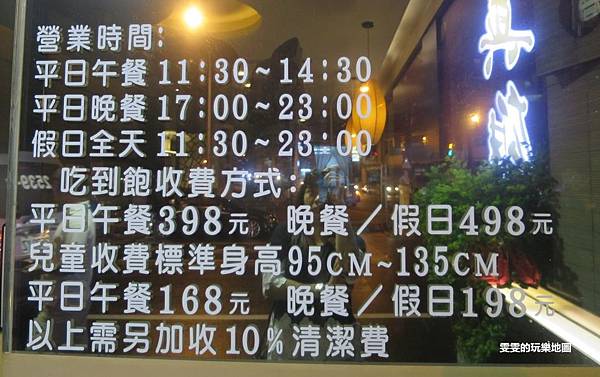 營業時間:
平日午餐 11:30~14:30
平日晚餐 17:00~23:00
假日全天 11:30~23:00
吃到飽收費方式:
平日午餐398元 晚餐/假日498元
兒童收費標準身高95CM~135CM
平日午餐168元 晚餐/假日198元
以上需另加收10%清潔費
雯雯的玩樂地圖